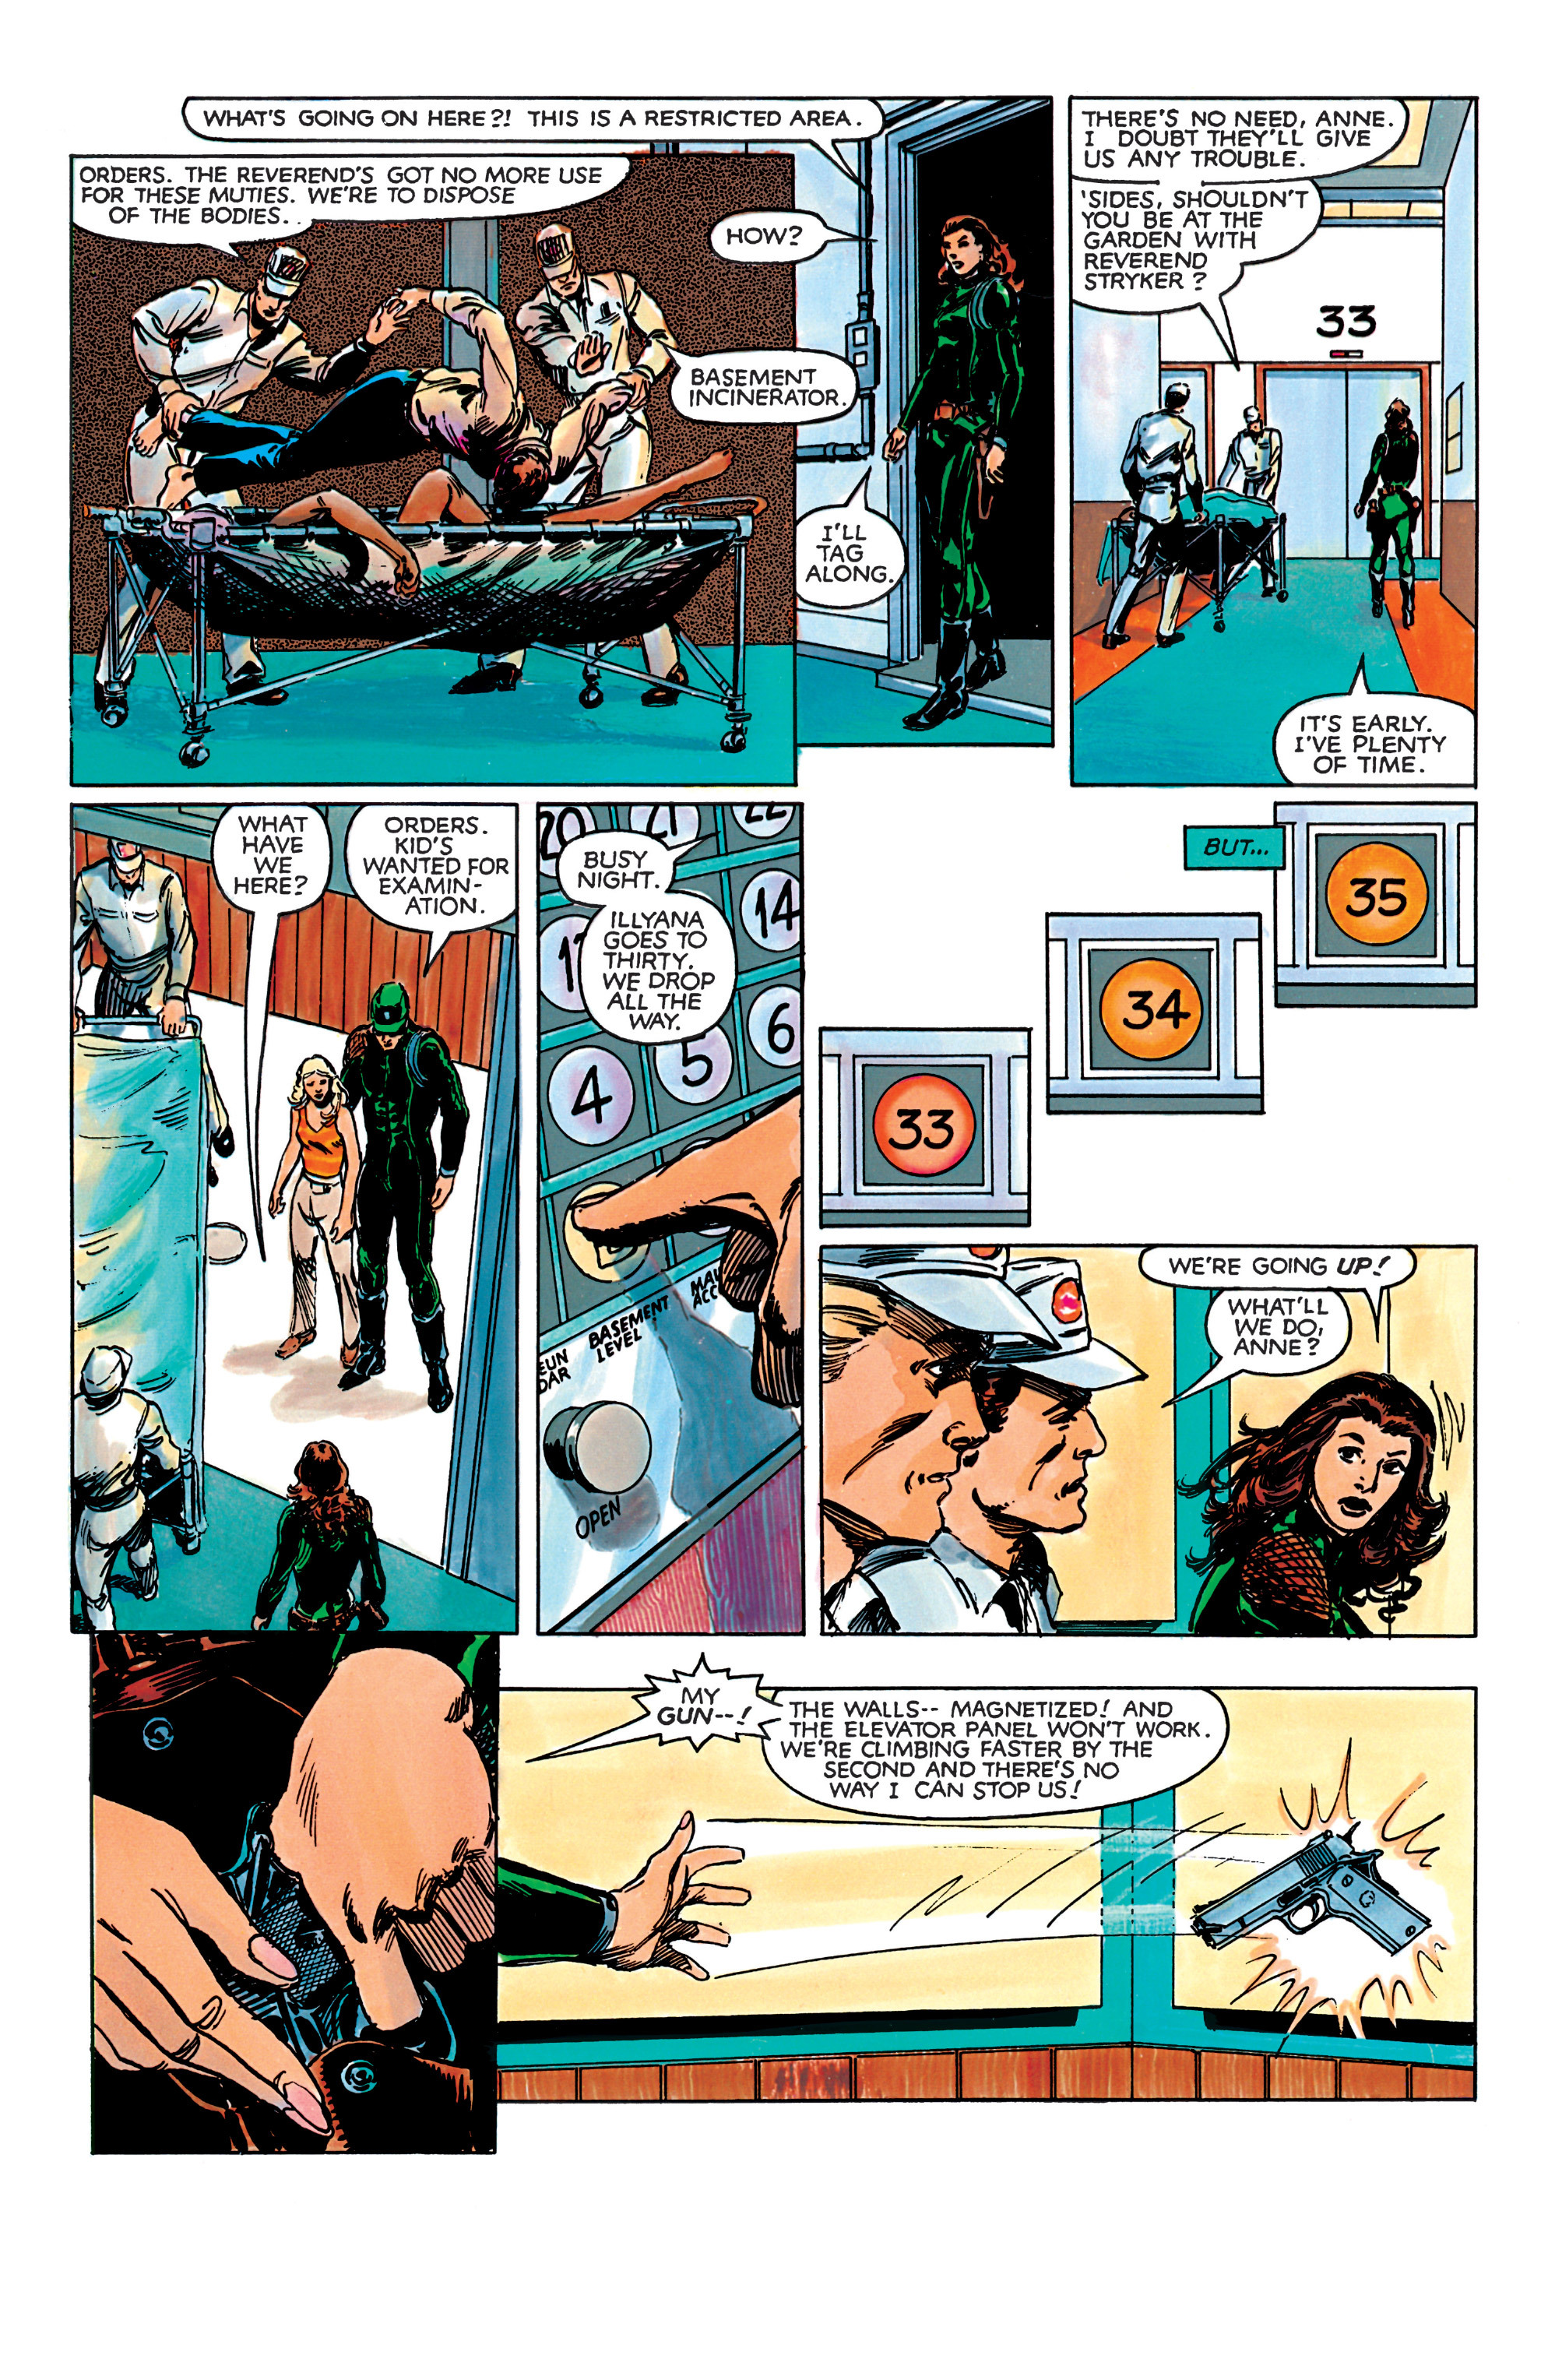 WHAT'S GOING ON HERE?! THIS IS A RESTRICTED AREA.
ORDERS. THE REVEREND'S GOT NO MORE USE
FOR THESE MUTIES. WE'RE TO DISPOSE
OF THE BODIES..
HOW?
BASEMENT
INCINERATOR.
I'LL
TAG
ALONG.
THERE'S NO NEED, ANNE.
I DOUBT THEY'LL GIVE
US ANY TROUBLE.
'SIDES, SHOULDN'T
YOU BE AT THE
GARDEN WITH
REVEREND
STRYKER?
33
IT'S EARLY.
I'VE PLENTY
OF TIME.
WHAT
HAVE
WE
HERE?
ORDERS.
KID'S
WANTED FOR
EXAMIN-
ATION.
20
21
22
BUSY
NIGHT.
14
ILLYANA
GOES TO
THIRTY.
WE DROP
ALL THE
WAY.
4
5
6
BASEMENT
LEVEL
OPEN
BUT...
33
34
35
WE'RE GOING UP!
WHAT'LL
WE DO,
ANNE?
MY
GUN--!
THE WALLS-- MAGNETIZED! AND
THE ELEVATOR PANEL WON'T WORK.
WE'RE CLIMBING FASTER BY THE
SECOND AND THERE'S NO
WAY I CAN STOP US!